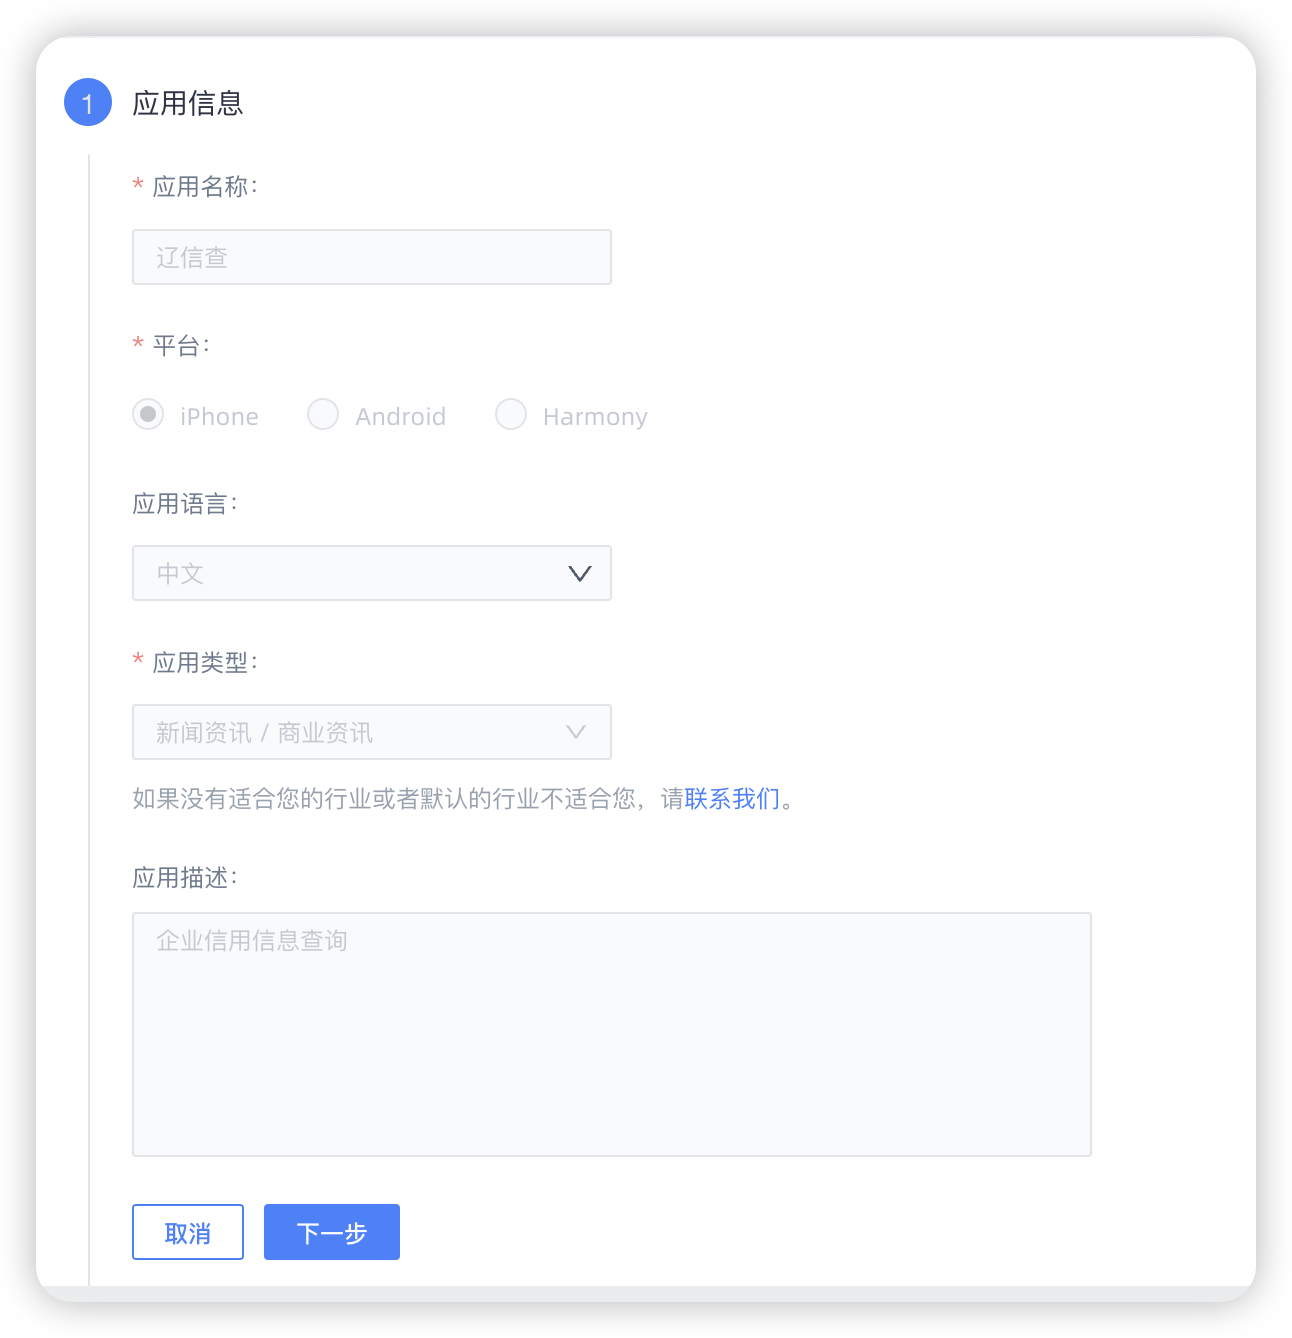 1 应用信息
* 应用名称：
辽信查
* 平台：
iPhone Android Harmony
应用语言：
中文
* 应用类型：
新闻资讯 / 商业资讯
如果没有适合您的行业或者默认的行业不适合您，请联系我们。
应用描述：
企业信用信息查询
取消 下一步